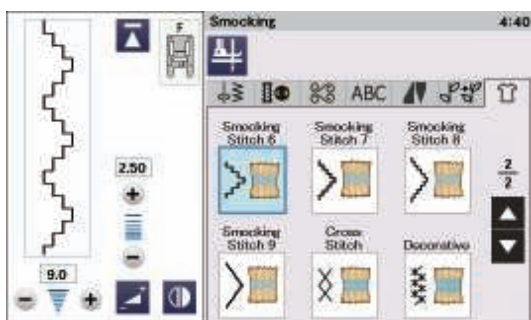 Smocking
4:40
F
ABC
Smocking
Stitch 6
Smocking
Stitch 7
Smocking
Stitch 8
2.50
2
2
Smocking
Stitch 9
Cross
Stitch
Decorative
9.0